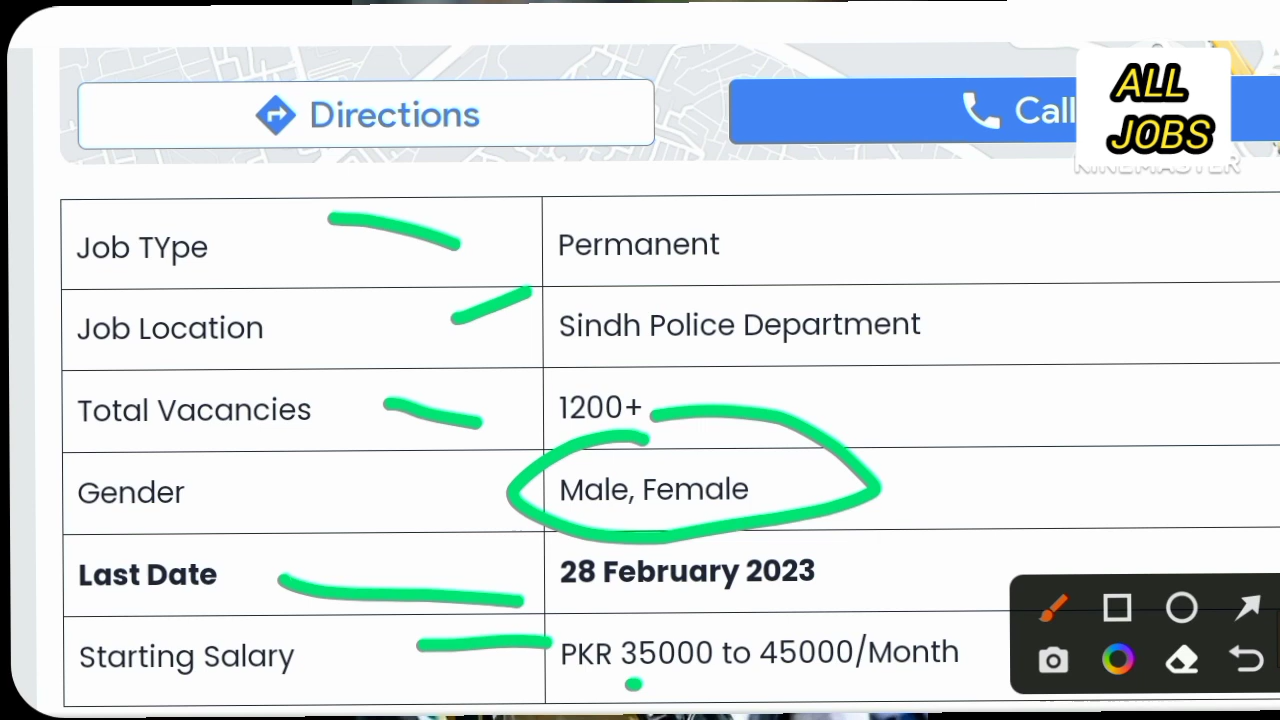 Directions
Call
ALL
JOBS
KINEMASTER
Job TYpe Permanent
Job Location Sindh Police Department
Total Vacancies 1200+
Gender Male, Female
Last Date 28 February 2023
Starting Salary PKR 35000 to 45000/Month